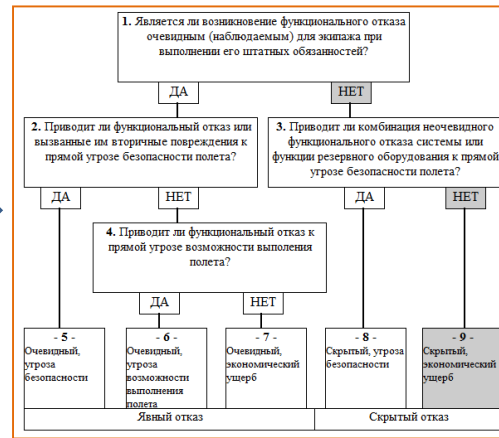 1. Является ли возникновение функционального отказа
очевидным (наблюдаемым) для экипажа при
выполнении его штатных обязанностей?
ДА
НЕТ
2. Приводит ли функциональный отказ или
вызванные им вторичные повреждения к
прямой угрозе безопасности полета?
3. Приводит ли комбинация неочевидного
функционального отказа системы или
функции резервного оборудования к прямой
угрозе безопасности полета?
ДА
НЕТ
ДА
НЕТ
4. Приводит ли функциональный отказ к
прямой угрозе возможности выполения
полета?
ДА
НЕТ
- 5 -
Очевидный,
угроза
безопасности
- 6 -
Очевидный,
угроза
возможности
выполнения
полета
- 7 -
Очевидный,
экономический
ущерб
- 8 -
Скрытый, угроза
безопасности
- 9 -
Скрытый,
экономический
ущерб
Явный отказ
Скрытый отказ